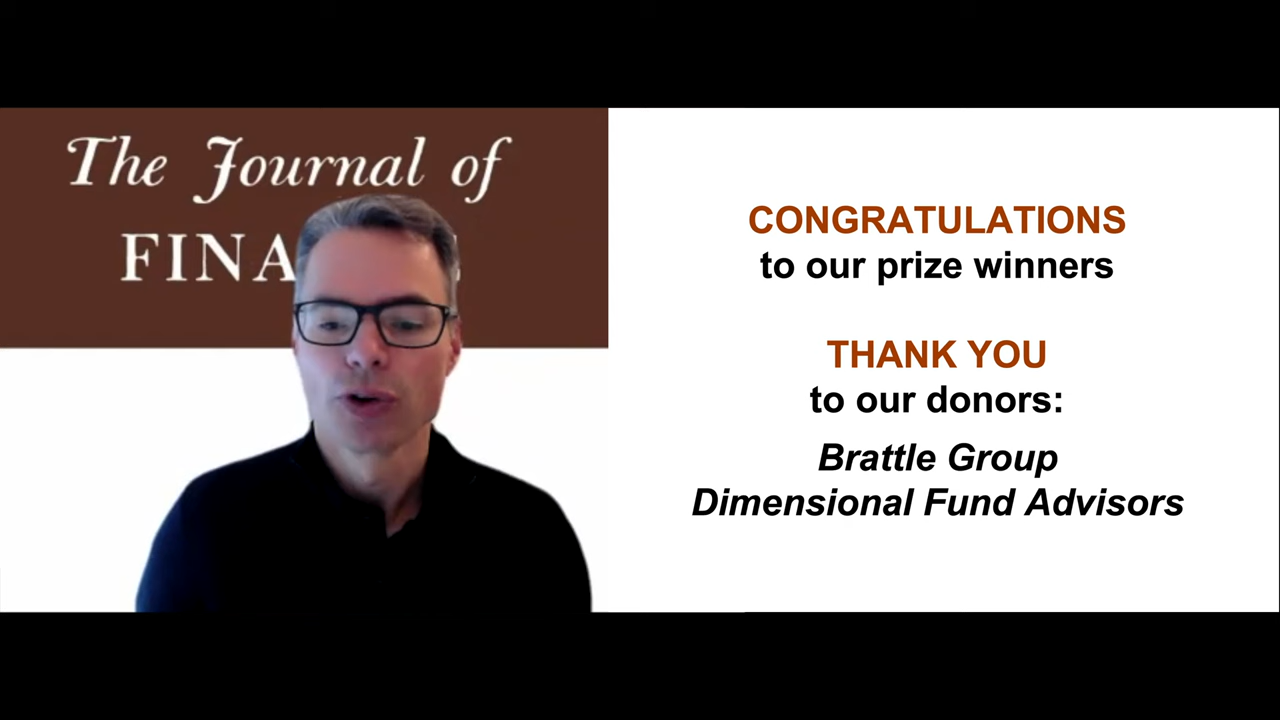 The Journal of
FINA
CONGRATULATIONS
to our prize winners
THANK YOU
to our donors:
Brattle Group
Dimensional Fund Advisors